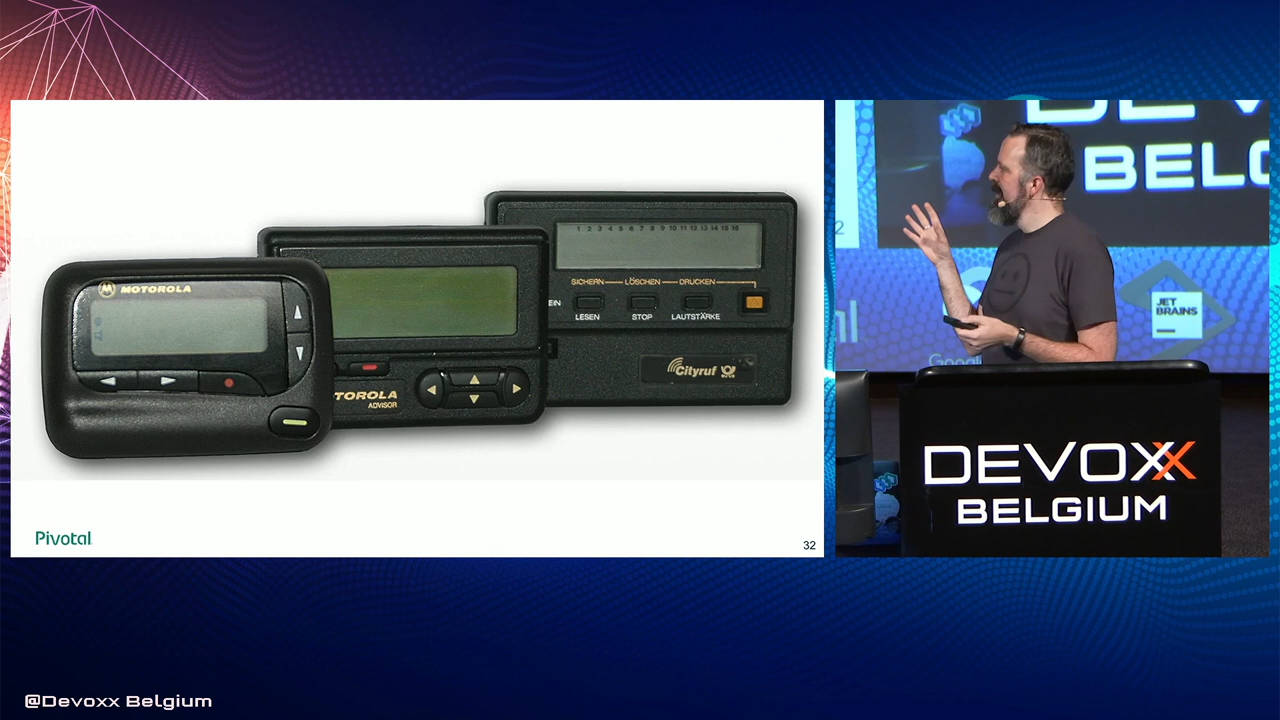 MOTOROLA
TOROLA
ADVISOR
1 2 3 4 5 6 7 8 9 10 11 12 13 14 15 16
SICHERN LÖSCHEN DRUCKEN
EIN
LESEN STOP LAUTSTÄRKE
Cityruf
Pivotal
32
BELG
JET
BRAINS
Google
DEVOXX
BELGIUM
@Devoxx Belgium